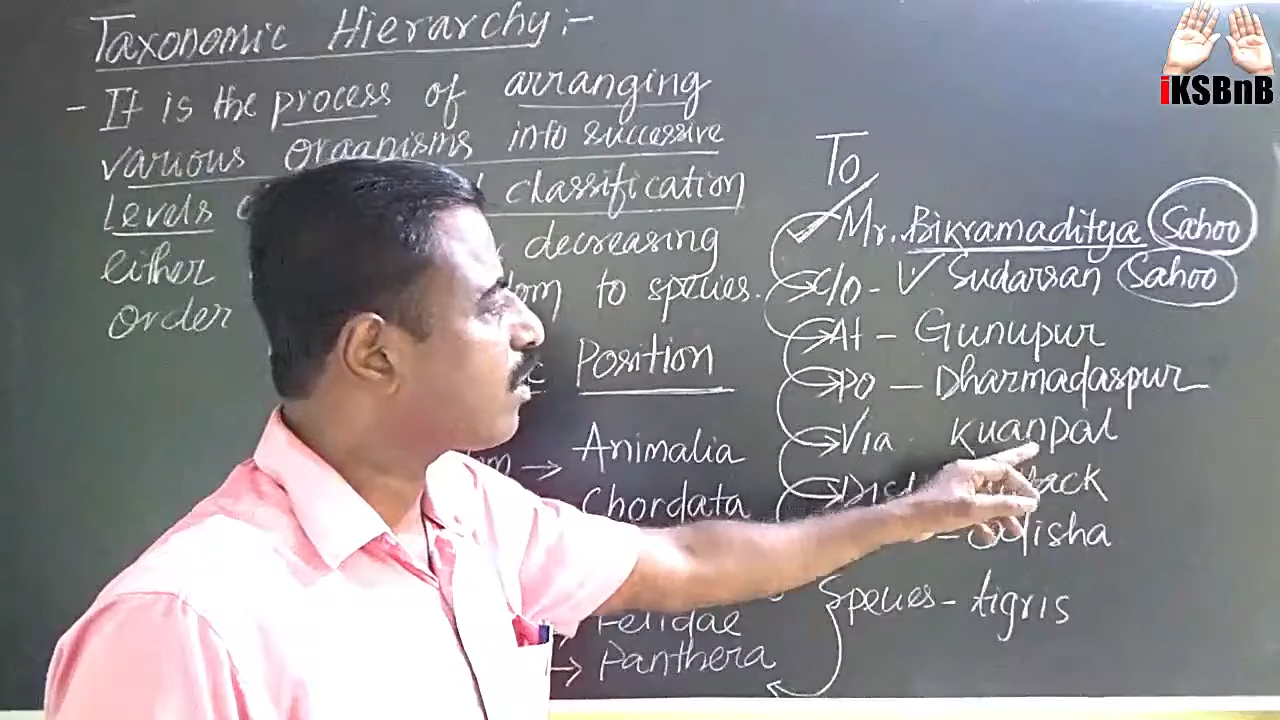 Taxonomic Hierarchy :-
- It is the process of arranging
various organisms into successive
Levels classification
either decreasing
order to species.
Position
→ Animalia
Chordata
Felidae
→ Panthera
To
Mr. Bikramaditya Sahoo
C/O - Sudarsan Sahoo
At - Gunupur
PO - Dharmadaspur
Via Kuanpal
Odisha
Species - tigris
iKSBnB